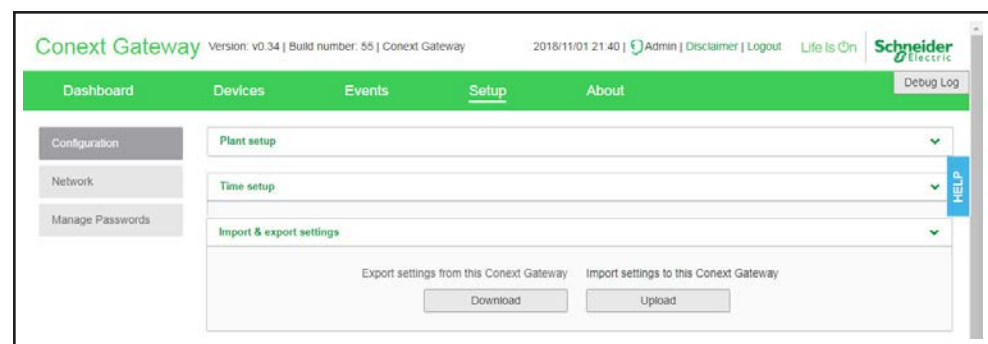 Conext Gateway Version: v0.34 | Build number: 55 | Conext Gateway 2018/11/01 21:40 | Admin | Disclaimer | Logout Life Is On Schneider Electric
Debug Log
Dashboard Devices Events Setup About
Configuration
Network
Manage Passwords
Plant setup
Time setup
Import & export settings
Export settings from this Conext Gateway Import settings to this Conext Gateway
Download Upload
HELP